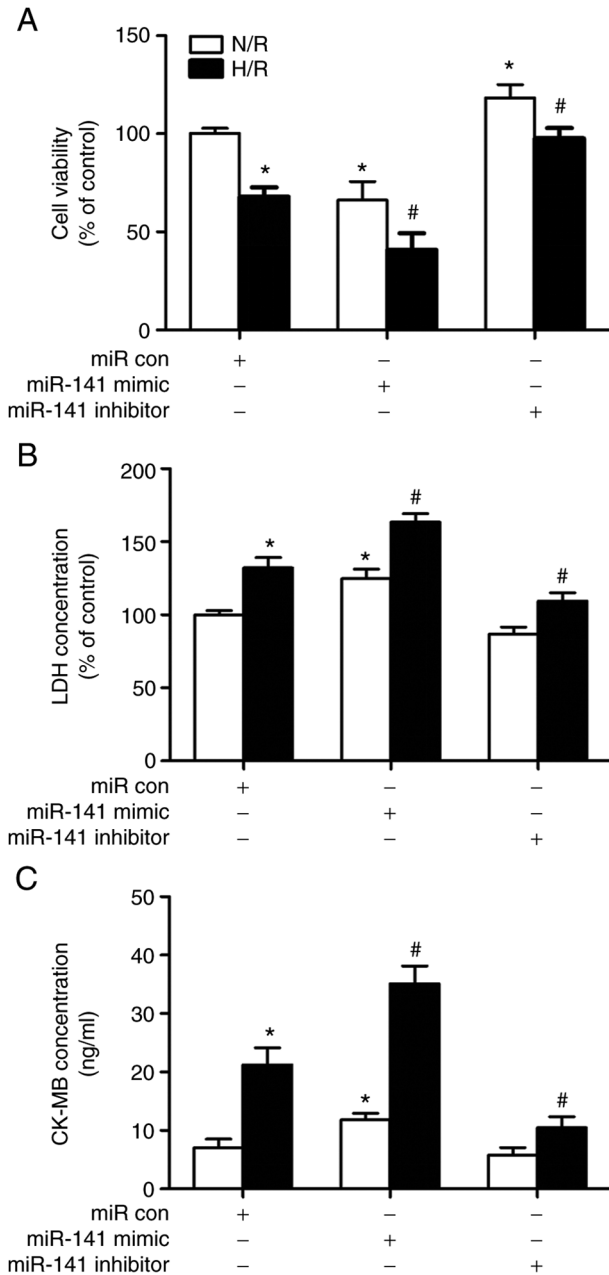 A
150
100
50
0
Cell viability
(% of control)
N/R
H/R
* * # * #
miR con + – –
miR-141 mimic – + –
miR-141 inhibitor – – +
B
200
150
100
50
0
LDH concentration
(% of control)
* * # #
miR con + – –
miR-141 mimic – + –
miR-141 inhibitor – – +
C
50
40
30
20
10
0
CK-MB concentration
(ng/ml)
* * # #
miR con + – –
miR-141 mimic – + –
miR-141 inhibitor – – +